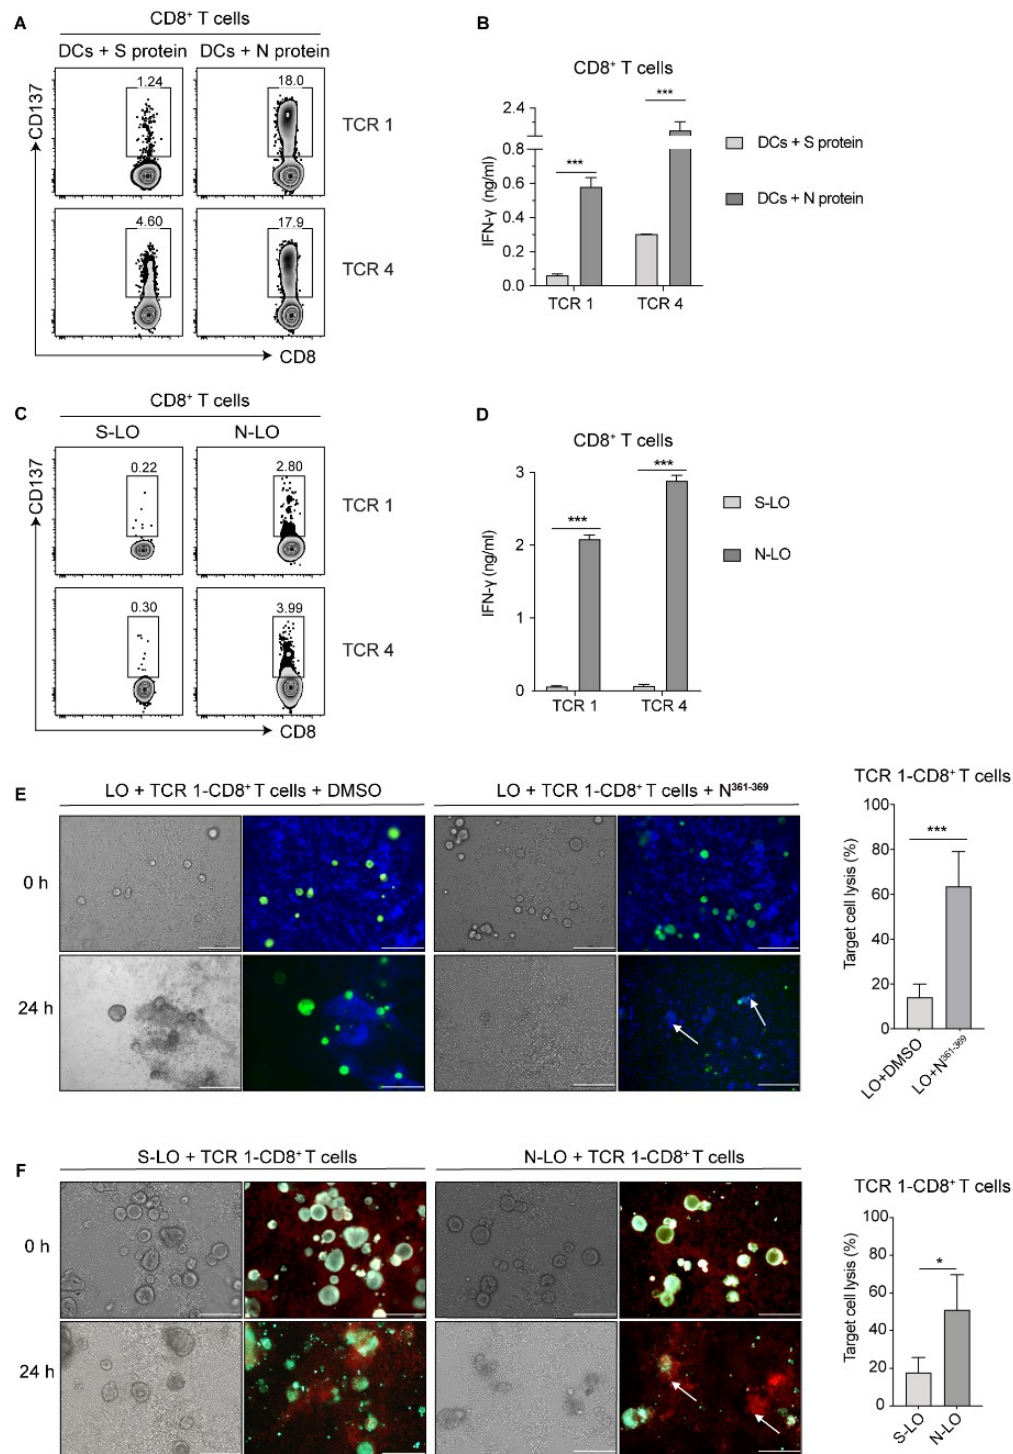 A
CD8⁺ T cells
DCs + S protein DCs + N protein
CD137
1.24
18.0
TCR 1
4.60
17.9
TCR 4
CD8
B
CD8⁺ T cells
***
***
2.4
0.8
0.6
0.4
0.2
0.0
IFN-γ (ng/ml)
TCR 1
TCR 4
DCs + S protein
DCs + N protein
C
CD8⁺ T cells
S-LO
N-LO
CD137
0.22
2.80
TCR 1
0.30
3.99
TCR 4
CD8
D
CD8⁺ T cells
***
***
3
2
1
0
IFN-γ (ng/ml)
TCR 1
TCR 4
S-LO
N-LO
E
LO + TCR 1-CD8⁺ T cells + DMSO
LO + TCR 1-CD8⁺ T cells + N³⁶¹⁻³⁶⁹
0 h
24 h
TCR 1-CD8⁺ T cells
***
100
80
60
40
20
0
Target cell lysis (%)
LO+DMSO
LO+N³⁶¹⁻³⁶⁹
F
S-LO + TCR 1-CD8⁺ T cells
N-LO + TCR 1-CD8⁺ T cells
0 h
24 h
TCR 1-CD8⁺ T cells
*
100
80
60
40
20
0
Target cell lysis (%)
S-LO
N-LO